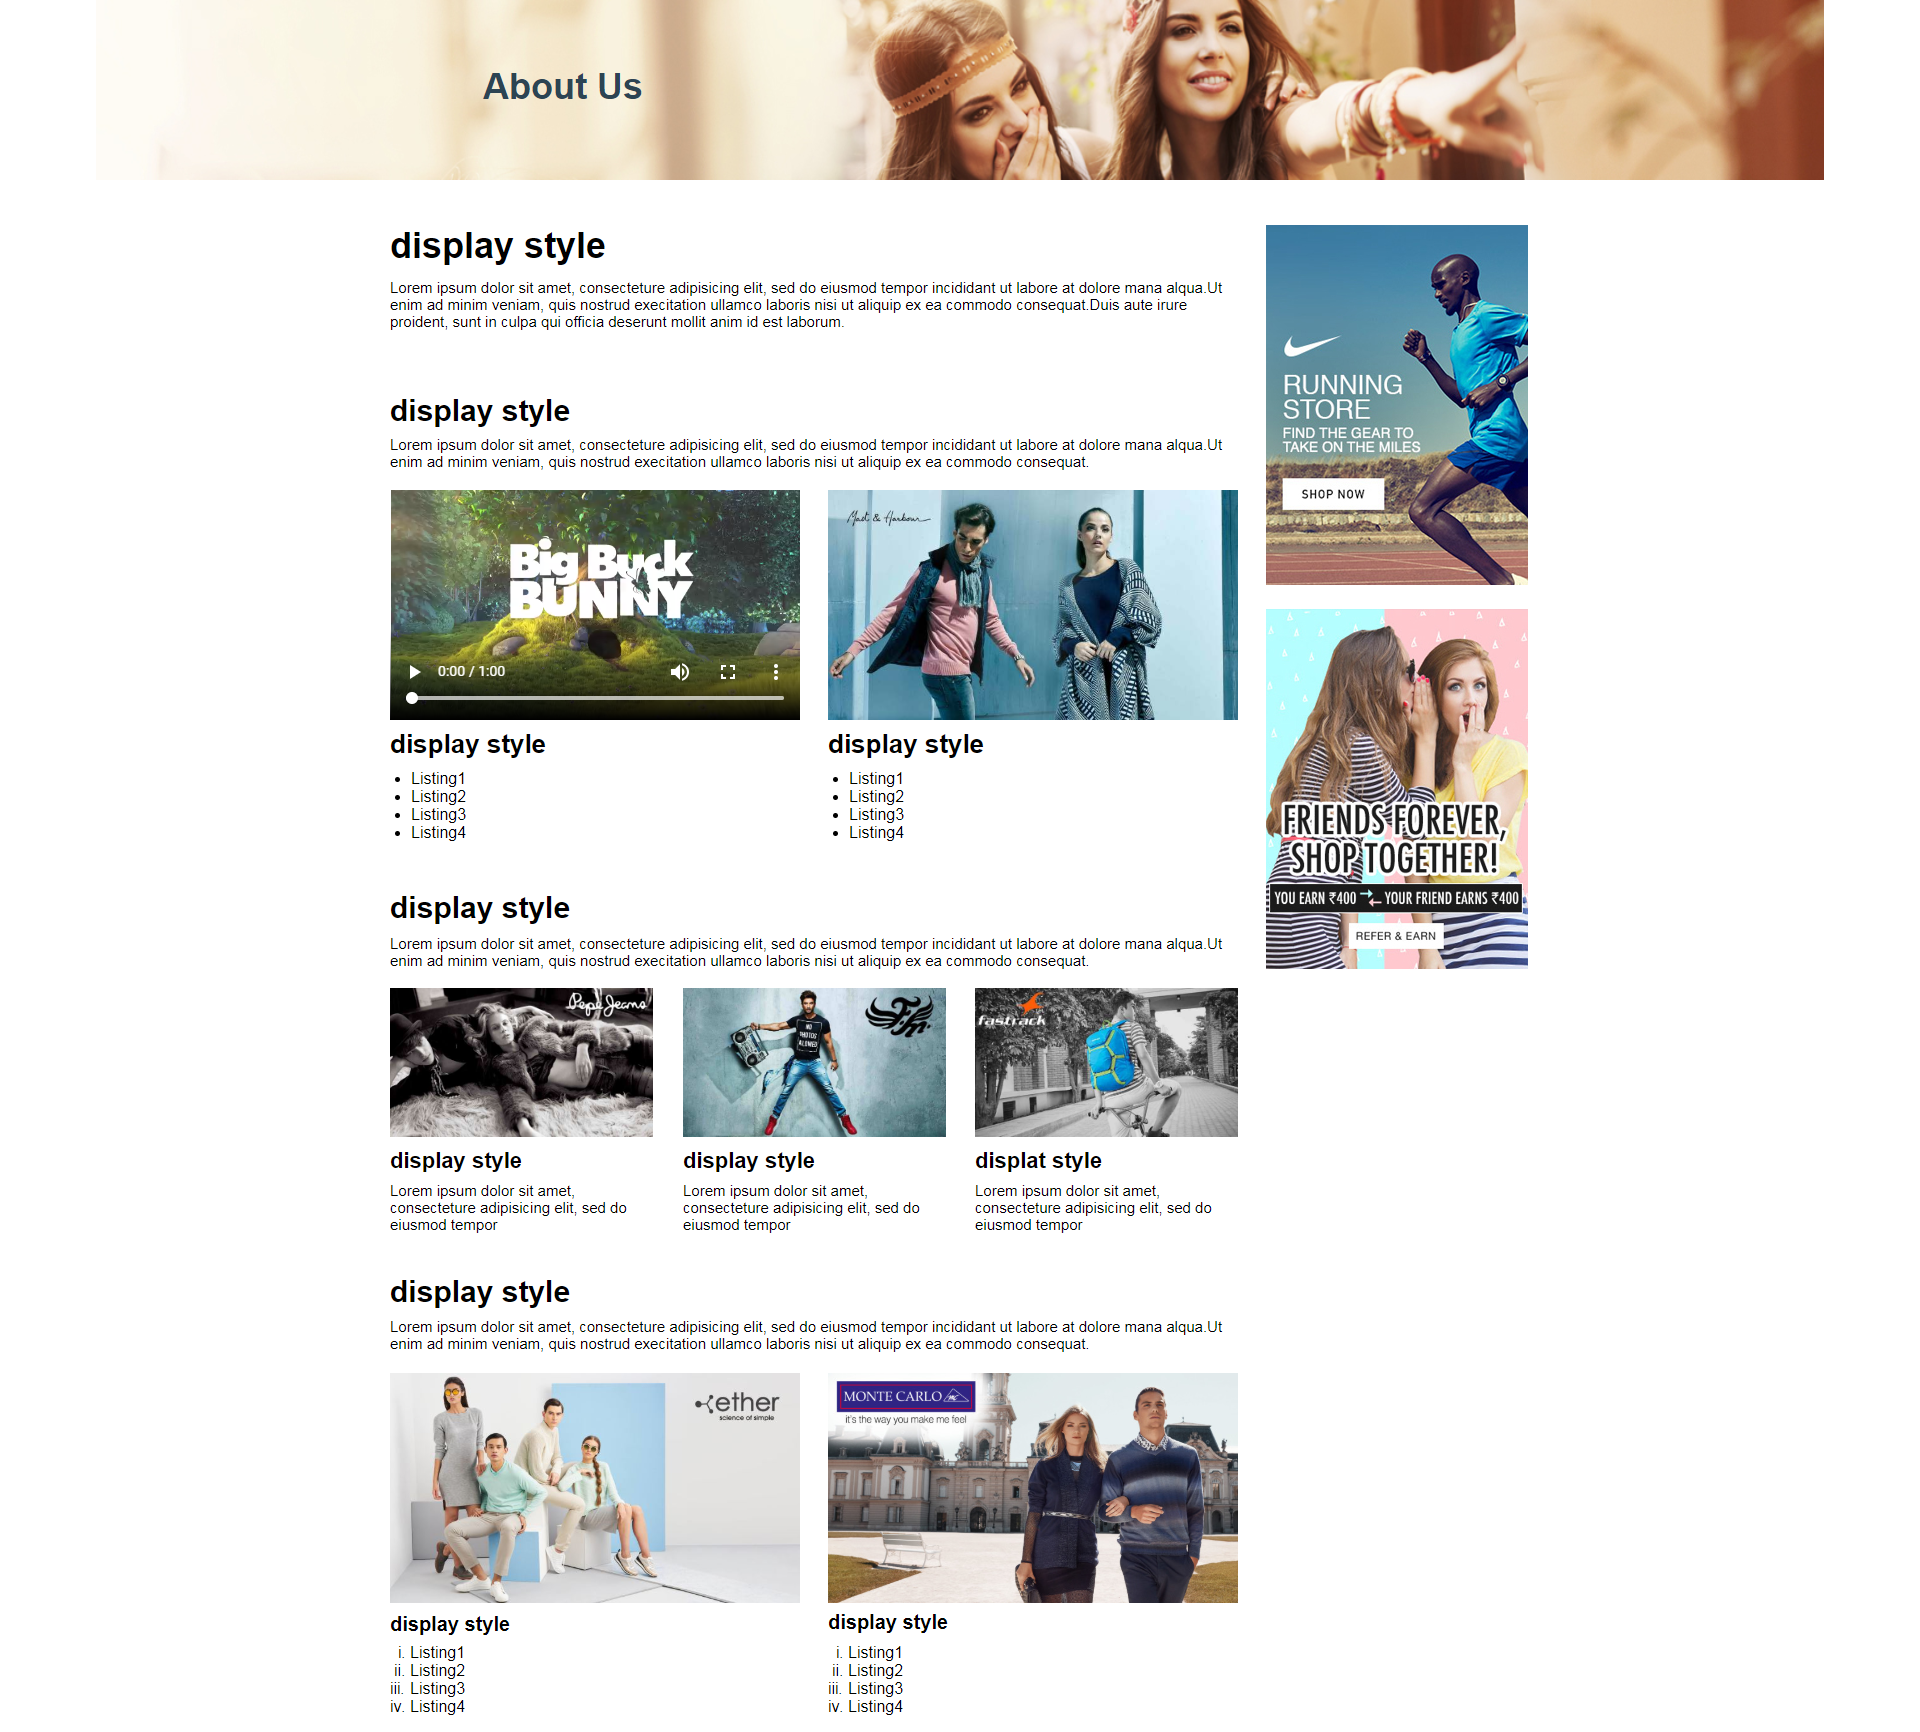 About Us
display style
Lorem ipsum dolor sit amet, consecteture adipisicing elit, sed do eiusmod tempor incididant ut labore at dolore mana alqua.Ut
enim ad minim veniam, quis nostrud execitation ullamco laboris nisi ut aliquip ex ea commodo consequat.Duis aute irure
proident, sunt in culpa qui officia deserunt mollit anim id est laborum.
display style
Lorem ipsum dolor sit amet, consecteture adipisicing elit, sed do eiusmod tempor incididant ut labore at dolore mana alqua.Ut
enim ad minim veniam, quis nostrud execitation ullamco laboris nisi ut aliquip ex ea commodo consequat.
Big Buck
BUNNY
0:00 / 1:00
Mast & Harbour
display style
Listing1
Listing2
Listing3
Listing4
display style
Listing1
Listing2
Listing3
Listing4
display style
Lorem ipsum dolor sit amet, consecteture adipisicing elit, sed do eiusmod tempor incididant ut labore at dolore mana alqua.Ut
enim ad minim veniam, quis nostrud execitation ullamco laboris nisi ut aliquip ex ea commodo consequat.
Pepe Jeans
NO
PHOTOS
ALOWED
fastrack
display style
Lorem ipsum dolor sit amet,
consecteture adipisicing elit, sed do
eiusmod tempor
display style
Lorem ipsum dolor sit amet,
consecteture adipisicing elit, sed do
eiusmod tempor
displat style
Lorem ipsum dolor sit amet,
consecteture adipisicing elit, sed do
eiusmod tempor
display style
Lorem ipsum dolor sit amet, consecteture adipisicing elit, sed do eiusmod tempor incididant ut labore at dolore mana alqua.Ut
enim ad minim veniam, quis nostrud execitation ullamco laboris nisi ut aliquip ex ea commodo consequat.
ether
science of simple
MONTE CARLO
it's the way you make me feel
display style
i. Listing1
ii. Listing2
iii. Listing3
iv. Listing4
display style
i. Listing1
ii. Listing2
iii. Listing3
iv. Listing4
RUNNING
STORE
FIND THE GEAR TO
TAKE ON THE MILES
SHOP NOW
FRIENDS FOREVER,
SHOP TOGETHER!
YOU EARN ₹400 YOUR FRIEND EARNS ₹400
REFER & EARN